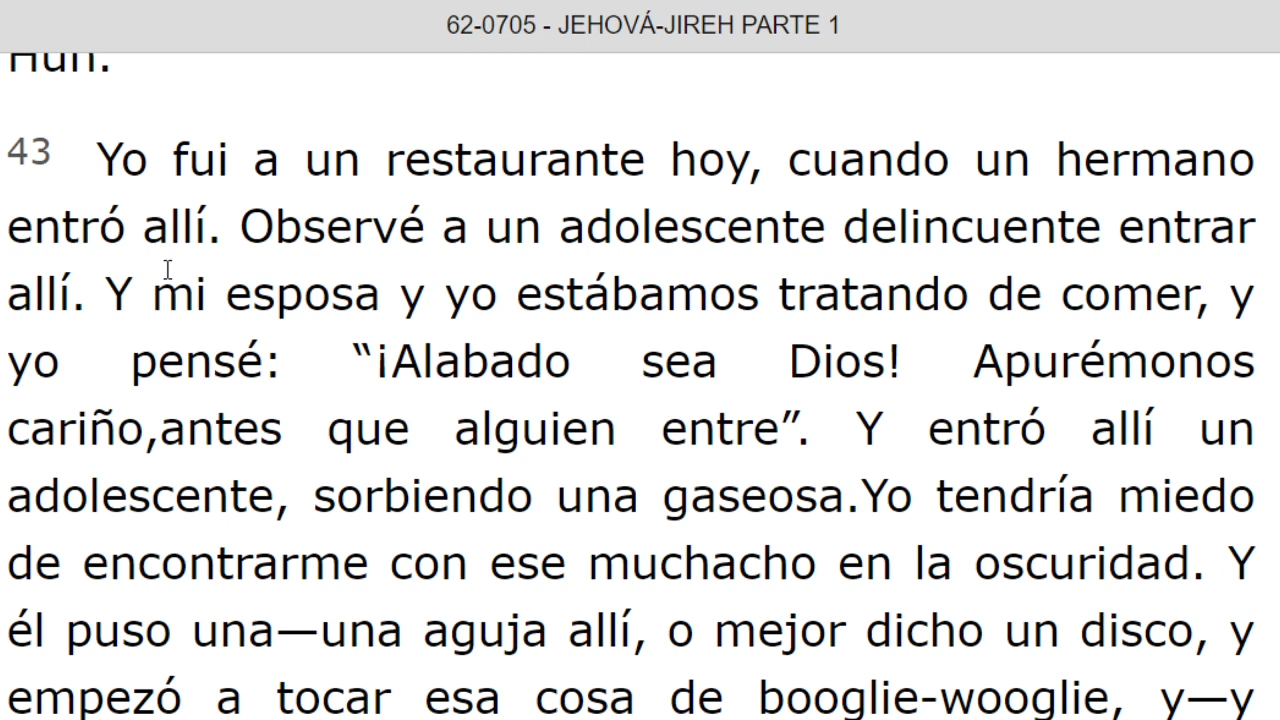 62-0705 - JEHOVÁ-JIREH PARTE 1
Huh.
43 Yo fui a un restaurante hoy, cuando un hermano
entró allí. Observé a un adolescente delincuente entrar
allí. Y mi esposa y yo estábamos tratando de comer, y
yo pensé: “¡Alabado sea Dios! Apurémonos
cariño,antes que alguien entre”. Y entró allí un
adolescente, sorbiendo una gaseosa.Yo tendría miedo
de encontrarme con ese muchacho en la oscuridad. Y
él puso una—una aguja allí, o mejor dicho un disco, y
empezó a tocar esa cosa de booglie-wooglie, y—y